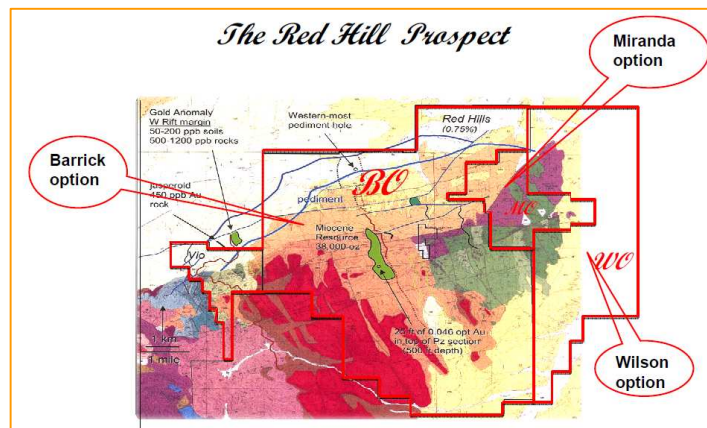 The Red Hill Prospect
Miranda
option
Gold Anomaly
W Rift margin
50-200 ppb soils
500-1200 ppb rocks
Western-most
pediment hole
Red Hills
(0.75%)
Barrick
option
BO
jasperoid
450 ppb Au
rock
pediment
MO
Miocene
Resource
38,000 oz
Vio
WO
1 km
1 mile
25 ft of 0.046 opt Au
in top of Pz section
(500 ft depth)
Wilson
option